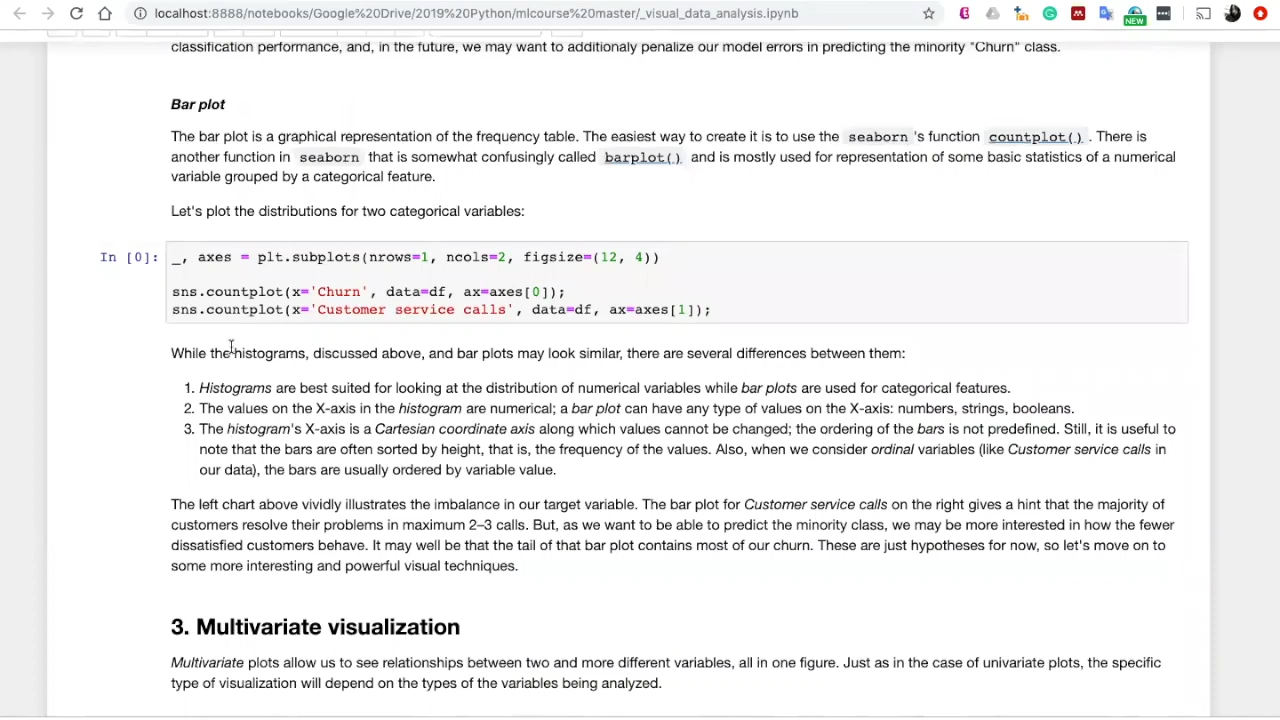 localhost:8888/notebooks/Google%20Drive/2019%20Python/mlcourse%20master/_visual_data_analysis.ipynb
NEW
classification performance, and, in the future, we may want to additionaly penalize our model errors in predicting the minority "Churn" class.
Bar plot
The bar plot is a graphical representation of the frequency table. The easiest way to create it is to use the seaborn 's function countplot() . There is
another function in seaborn that is somewhat confusingly called barplot() and is mostly used for representation of some basic statistics of a numerical
variable grouped by a categorical feature.
Let's plot the distributions for two categorical variables:
In [0]: _, axes = plt.subplots(nrows=1, ncols=2, figsize=(12, 4))
sns.countplot(x='Churn', data=df, ax=axes[0]);
sns.countplot(x='Customer service calls', data=df, ax=axes[1]);
While the histograms, discussed above, and bar plots may look similar, there are several differences between them:
1. Histograms are best suited for looking at the distribution of numerical variables while bar plots are used for categorical features.
2. The values on the X-axis in the histogram are numerical; a bar plot can have any type of values on the X-axis: numbers, strings, booleans.
3. The histogram's X-axis is a Cartesian coordinate axis along which values cannot be changed; the ordering of the bars is not predefined. Still, it is useful to
note that the bars are often sorted by height, that is, the frequency of the values. Also, when we consider ordinal variables (like Customer service calls in
our data), the bars are usually ordered by variable value.
The left chart above vividly illustrates the imbalance in our target variable. The bar plot for Customer service calls on the right gives a hint that the majority of
customers resolve their problems in maximum 2–3 calls. But, as we want to be able to predict the minority class, we may be more interested in how the fewer
dissatisfied customers behave. It may well be that the tail of that bar plot contains most of our churn. These are just hypotheses for now, so let's move on to
some more interesting and powerful visual techniques.
3. Multivariate visualization
Multivariate plots allow us to see relationships between two and more different variables, all in one figure. Just as in the case of univariate plots, the specific
type of visualization will depend on the types of the variables being analyzed.